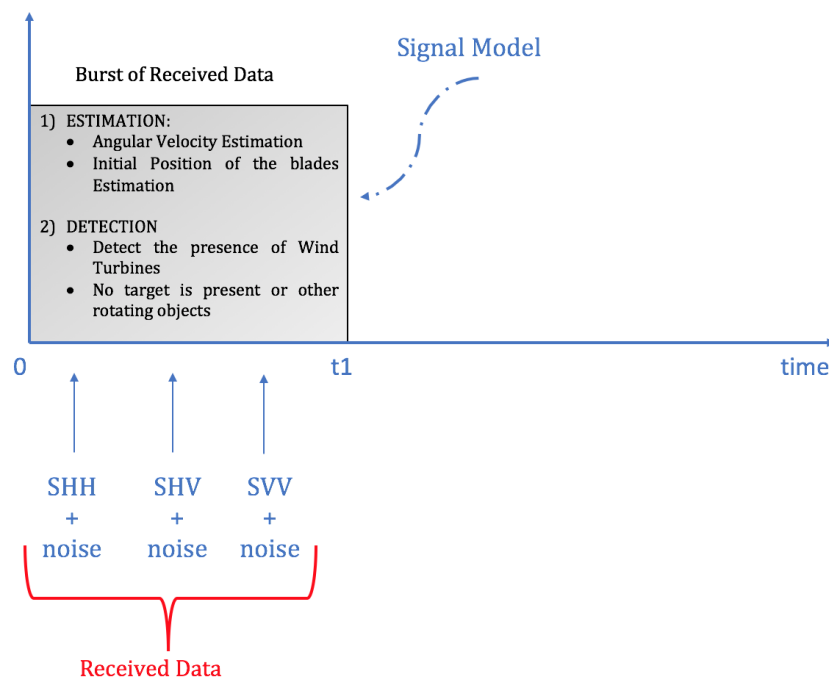 Signal Model
Burst of Received Data
1) ESTIMATION:
• Angular Velocity Estimation
• Initial Position of the blades
Estimation
2) DETECTION
• Detect the presence of Wind
Turbines
• No target is present or other
rotating objects
0 t1 time
SHH SHV SVV
+ + +
noise noise noise
Received Data